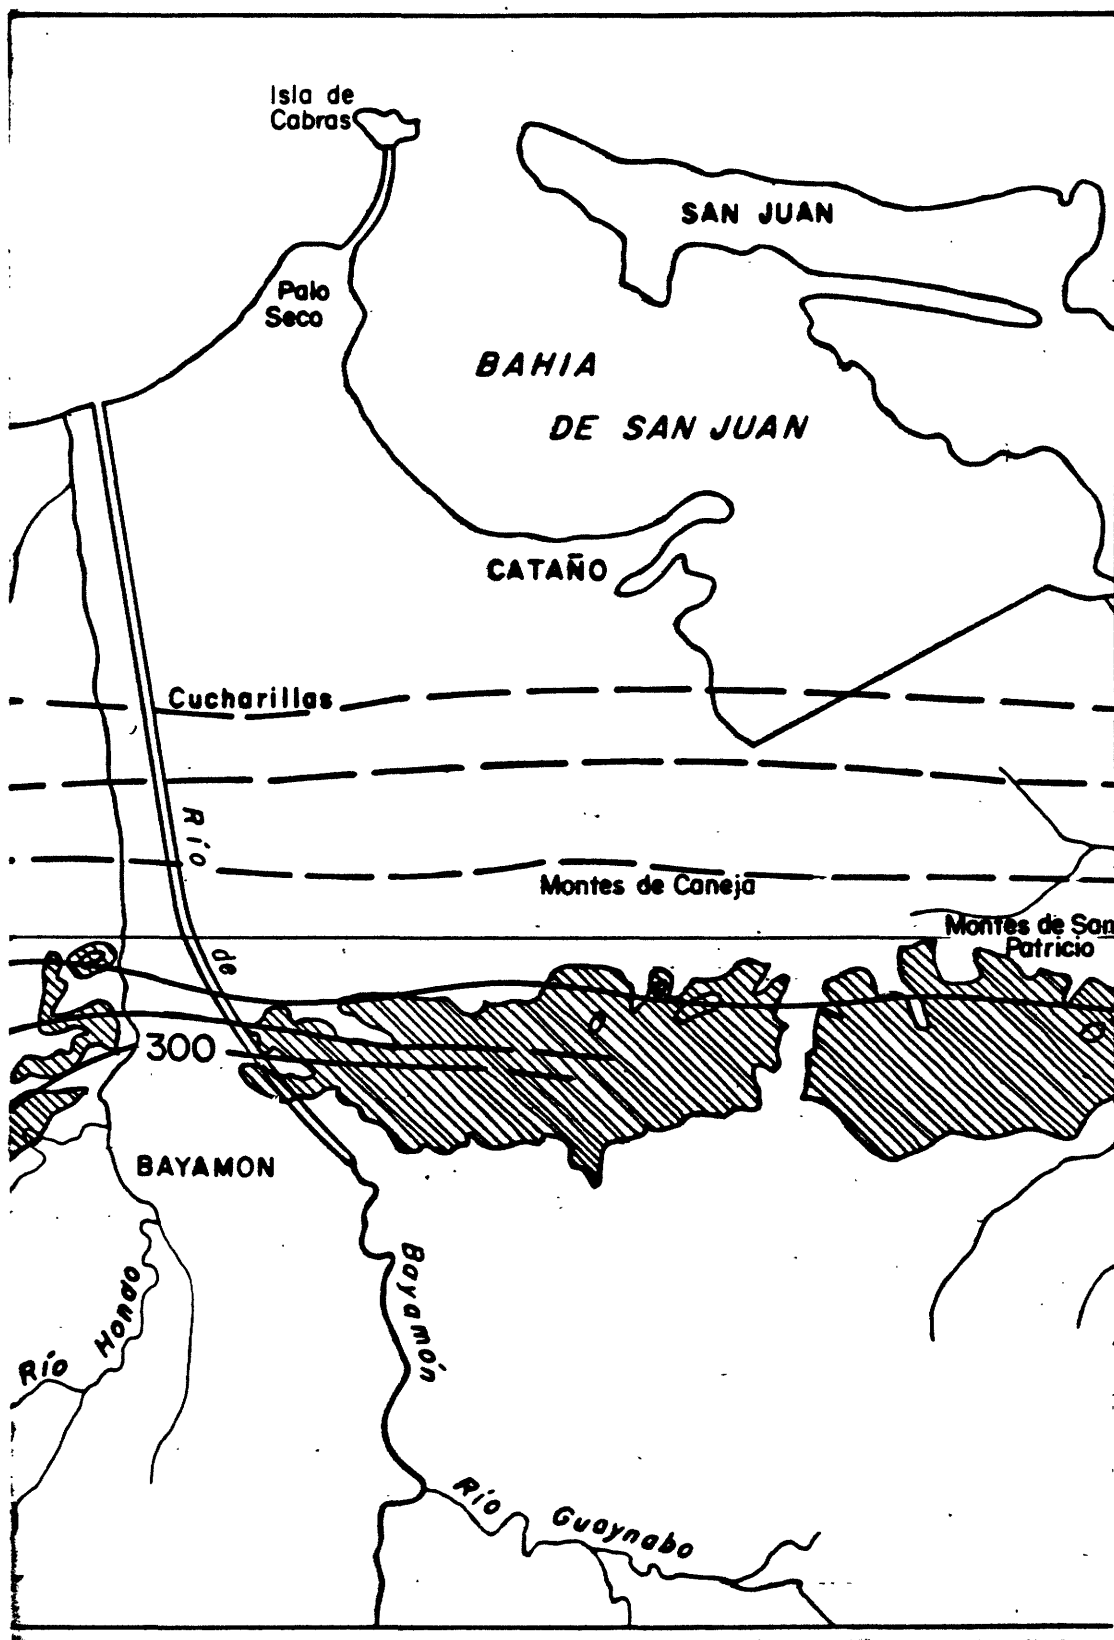 Isla de
Cabras
SAN JUAN
Palo
Seco
BAHIA
DE SAN JUAN
CATAÑO
Cucharillas
Río
de
Montes de Caneja
Montes de San
Patricio
300
BAYAMON
Bayamón
Río Hondo
Río Guaynabo